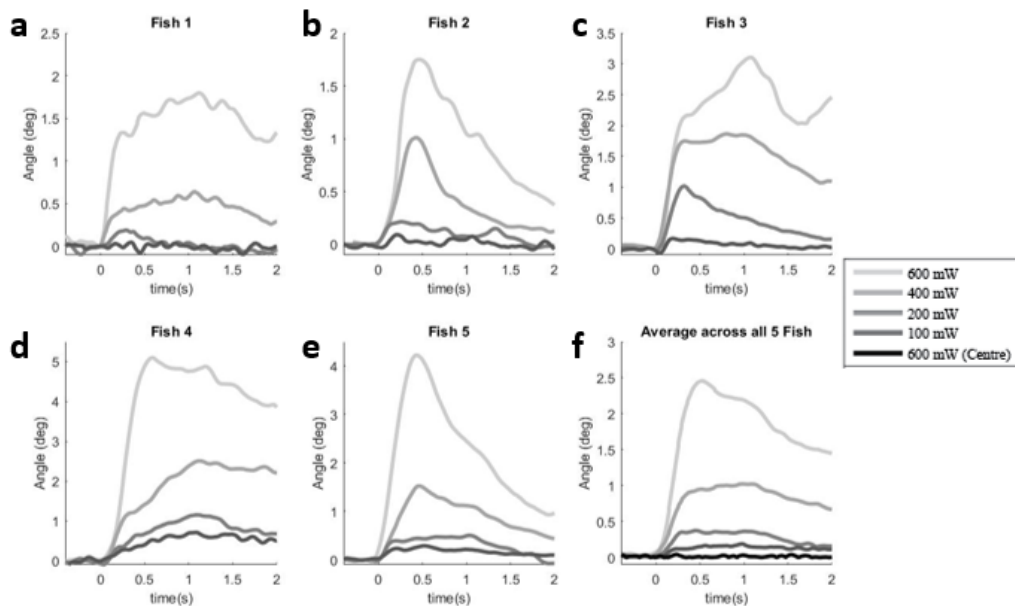 a
Fish 1
Angle (deg)
2.5
2
1.5
1
0.5
0
0 0.5 1 1.5 2
time(s)
b
Fish 2
Angle (deg)
2
1.5
1
0.5
0
0 0.5 1 1.5 2
time(s)
c
Fish 3
Angle (deg)
3.5
3
2.5
2
1.5
1
0.5
0
0 0.5 1 1.5 2
time(s)
600 mW
400 mW
200 mW
100 mW
600 mW (Centre)
d
Fish 4
Angle (deg)
5
4
3
2
1
0
0 0.5 1 1.5 2
time(s)
e
Fish 5
Angle (deg)
4
3
2
1
0
0 0.5 1 1.5 2
time(s)
f
Average across all 5 Fish
Angle (deg)
3
2.5
2
1.5
1
0.5
0
0 0.5 1 1.5 2
time(s)